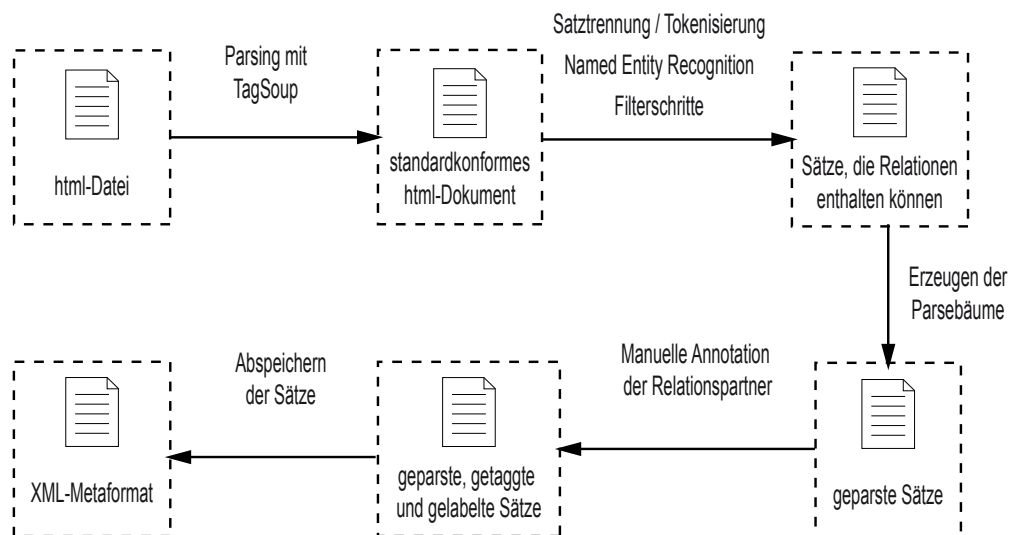 Parsing mit
TagSoup
Satztrennung / Tokenisierung
Named Entity Recognition
Filterschritte
html-Datei
standardkonformes
html-Dokument
Sätze, die Relationen
enthalten können
Erzeugen der
Parsebäume
Manuelle Annotation
der Relationspartner
Abspeichern
der Sätze
geparste Sätze
geparste, getaggte
und gelabelte Sätze
XML-Metaformat